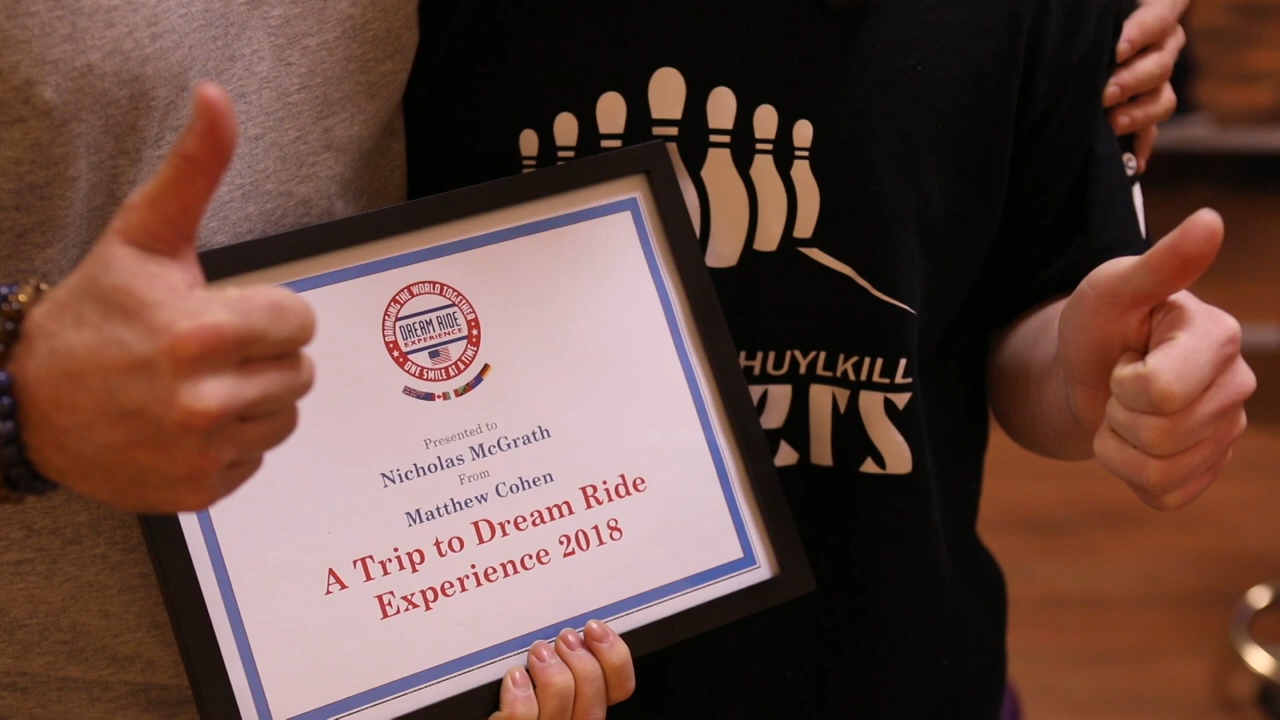 BRINGING THE WORLD TOGETHER
DREAM RIDE
EXPERIENCE
ONE SMILE AT A TIME
Presented to
Nicholas McGrath
From
Matthew Cohen
A Trip to Dream Ride
Experience 2018
HUYLKILL
ers